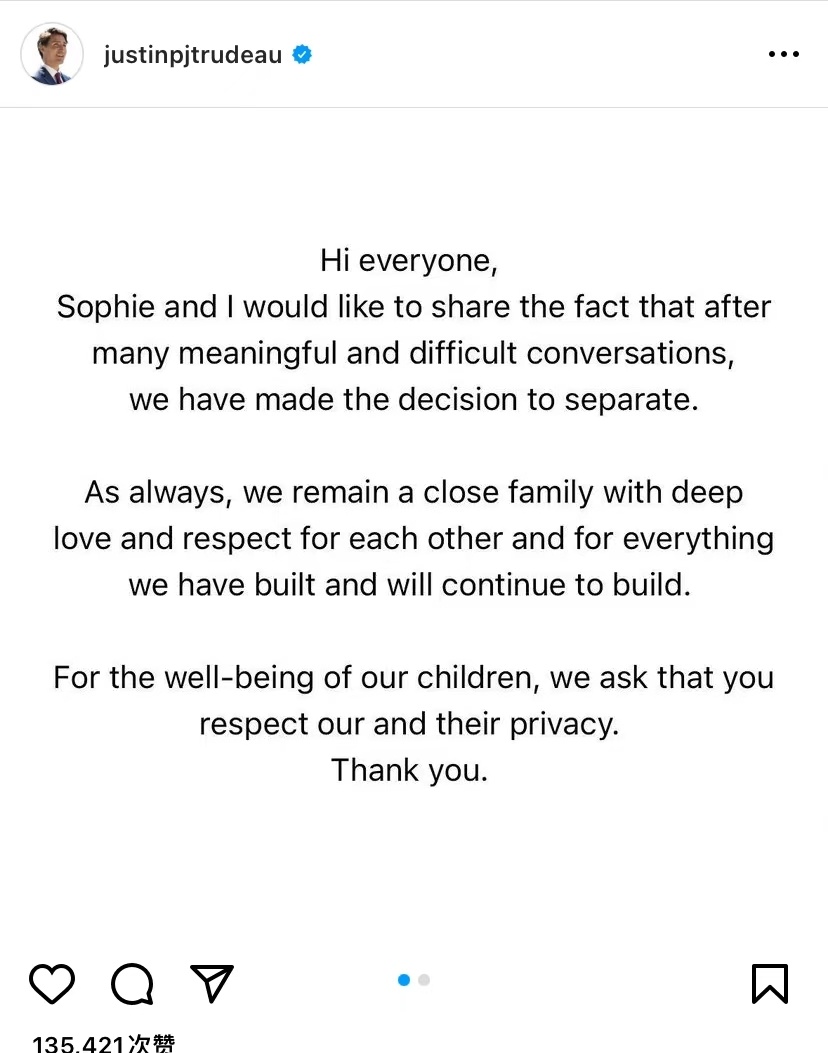 justinpjtrudeau
Hi everyone,
Sophie and I would like to share the fact that after
many meaningful and difficult conversations,
we have made the decision to separate.
As always, we remain a close family with deep
love and respect for each other and for everything
we have built and will continue to build.
For the well-being of our children, we ask that you
respect our and their privacy.
Thank you.
135,421次赞